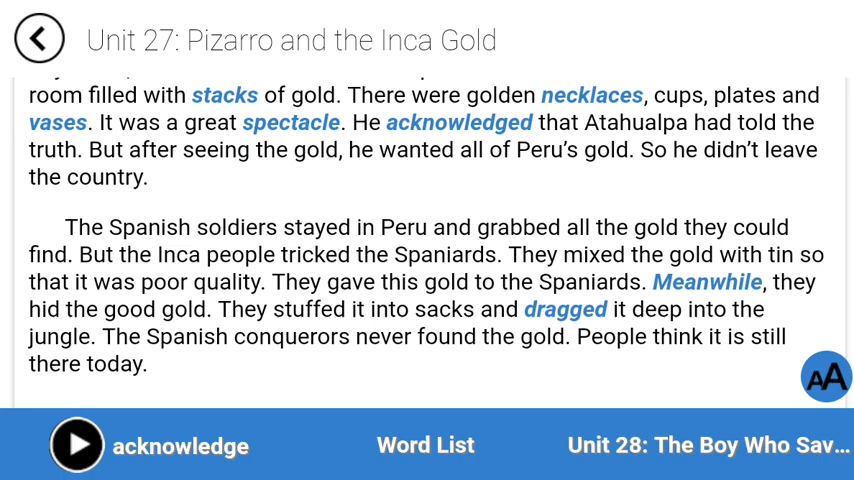 Unit 27: Pizarro and the Inca Gold
room filled with stacks of gold. There were golden necklaces, cups, plates and
vases. It was a great spectacle. He acknowledged that Atahualpa had told the
truth. But after seeing the gold, he wanted all of Peru’s gold. So he didn’t leave
the country.
The Spanish soldiers stayed in Peru and grabbed all the gold they could
find. But the Inca people tricked the Spaniards. They mixed the gold with tin so
that it was poor quality. They gave this gold to the Spaniards. Meanwhile, they
hid the good gold. They stuffed it into sacks and dragged it deep into the
jungle. The Spanish conquerors never found the gold. People think it is still
there today.
AA
acknowledge
Word List
Unit 28: The Boy Who Sav...